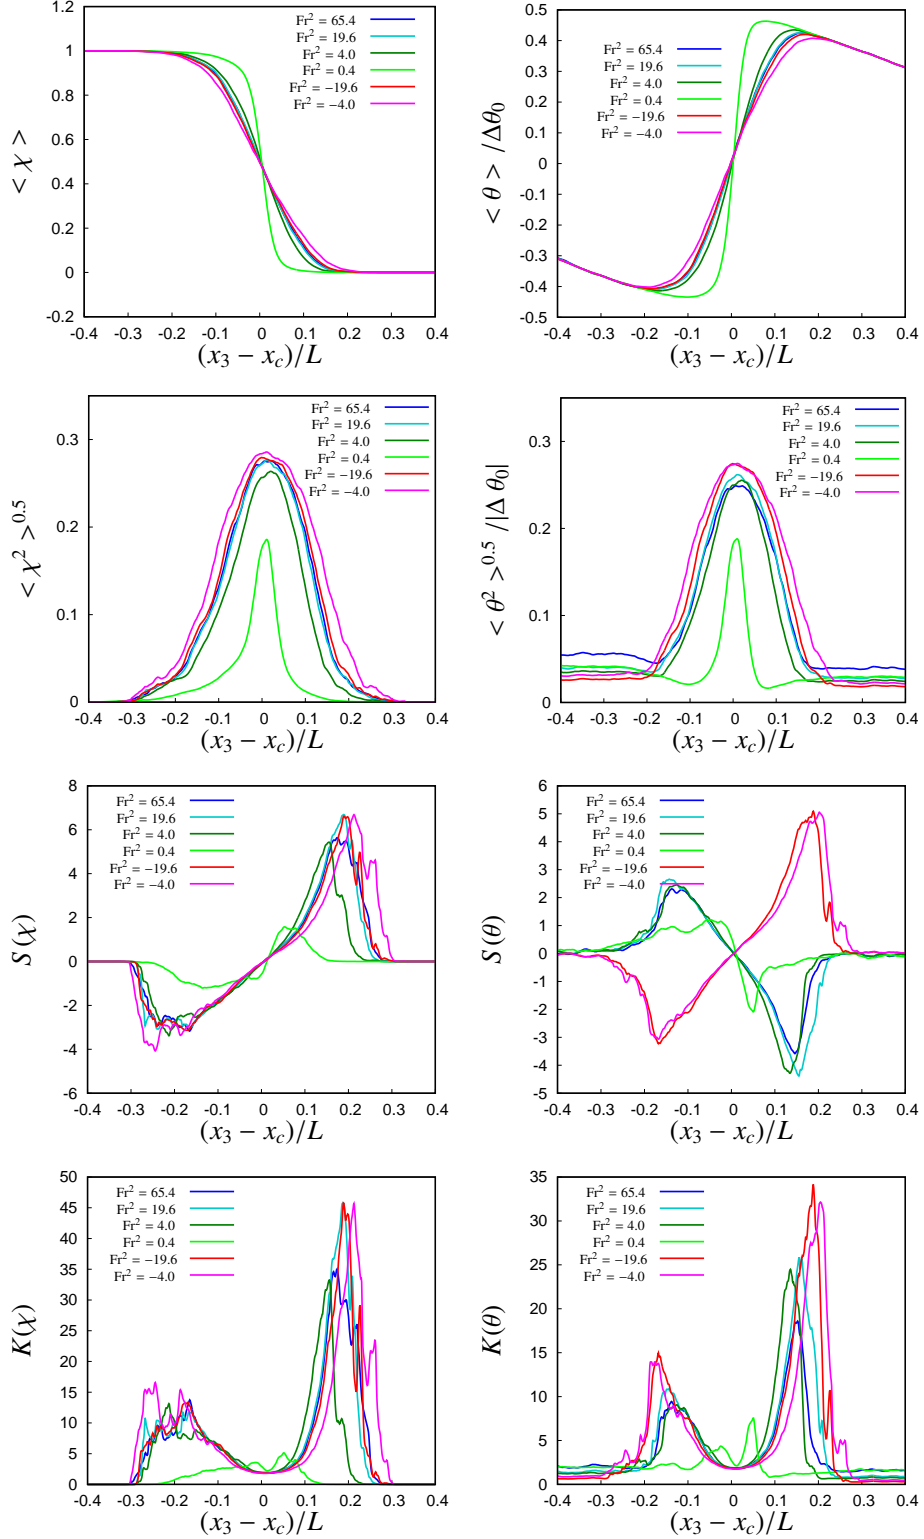 < χ >
1.2
1
0.8
0.6
0.4
0.2
0
-0.2
Fr² = 65.4
Fr² = 19.6
Fr² = 4.0
Fr² = 0.4
Fr² = −19.6
Fr² = −4.0
-0.4 -0.3 -0.2 -0.1 0 0.1 0.2 0.3 0.4
(x₃ − x_c)/L
< θ > /Δθ₀
0.5
0.4
0.3
0.2
0.1
0
-0.1
-0.2
-0.3
-0.4
-0.5
Fr² = 65.4
Fr² = 19.6
Fr² = 4.0
Fr² = 0.4
Fr² = −19.6
Fr² = −4.0
-0.4 -0.3 -0.2 -0.1 0 0.1 0.2 0.3 0.4
(x₃ − x_c)/L
< χ² >^0.5
0.3
0.2
0.1
0
Fr² = 65.4
Fr² = 19.6
Fr² = 4.0
Fr² = 0.4
Fr² = −19.6
Fr² = −4.0
-0.4 -0.3 -0.2 -0.1 0 0.1 0.2 0.3 0.4
(x₃ − x_c)/L
< θ² >^0.5 /|Δ θ₀|
0.3
0.2
0.1
0
Fr² = 65.4
Fr² = 19.6
Fr² = 4.0
Fr² = 0.4
Fr² = −19.6
Fr² = −4.0
-0.4 -0.3 -0.2 -0.1 0 0.1 0.2 0.3 0.4
(x₃ − x_c)/L
S(χ)
8
6
4
2
0
-2
-4
-6
Fr² = 65.4
Fr² = 19.6
Fr² = 4.0
Fr² = 0.4
Fr² = −19.6
Fr² = −4.0
-0.4 -0.3 -0.2 -0.1 0 0.1 0.2 0.3 0.4
(x₃ − x_c)/L
S(θ)
6
5
4
3
2
1
0
-1
-2
-3
-4
-5
Fr² = 65.4
Fr² = 19.6
Fr² = 4.0
Fr² = 0.4
Fr² = −19.6
Fr² = −4.0
-0.4 -0.3 -0.2 -0.1 0 0.1 0.2 0.3 0.4
(x₃ − x_c)/L
K(χ)
50
45
40
35
30
25
20
15
10
5
0
Fr² = 65.4
Fr² = 19.6
Fr² = 4.0
Fr² = 0.4
Fr² = −19.6
Fr² = −4.0
-0.4 -0.3 -0.2 -0.1 0 0.1 0.2 0.3 0.4
(x₃ − x_c)/L
K(θ)
35
30
25
20
15
10
5
0
Fr² = 65.4
Fr² = 19.6
Fr² = 4.0
Fr² = 0.4
Fr² = −19.6
Fr² = −4.0
-0.4 -0.3 -0.2 -0.1 0 0.1 0.2 0.3 0.4
(x₃ − x_c)/L